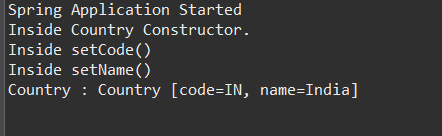 Spring Application Started
Inside Country Constructor.
Inside setCode()
Inside setName()
Country : Country [code=IN, name=India]